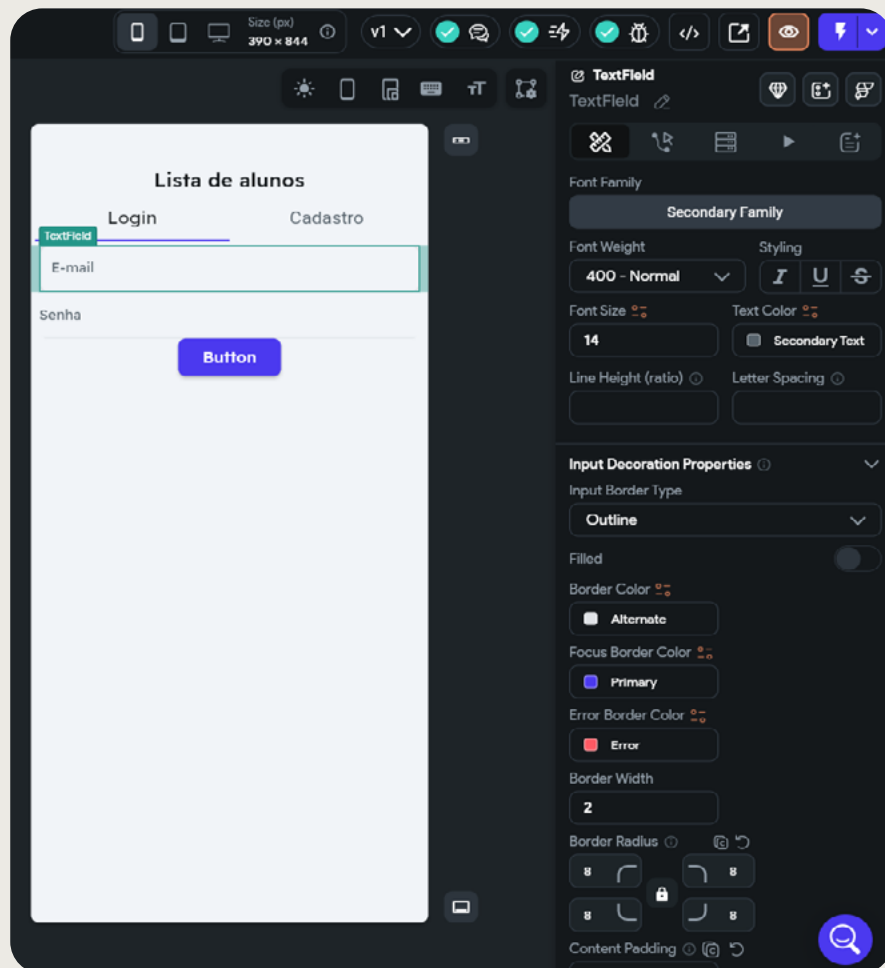 Size (px)
390 × 844
v1
TextField
TextField
Lista de alunos
Login
Cadastro
TextField
E-mail
Senha
Button
Font Family
Secondary Family
Font Weight
Styling
400 - Normal
I U S
Font Size
Text Color
14
Secondary Text
Line Height (ratio)
Letter Spacing
Input Decoration Properties
Input Border Type
Outline
Filled
Border Color
Alternate
Focus Border Color
Primary
Error Border Color
Error
Border Width
2
Border Radius
8
8
8
8
Content Padding